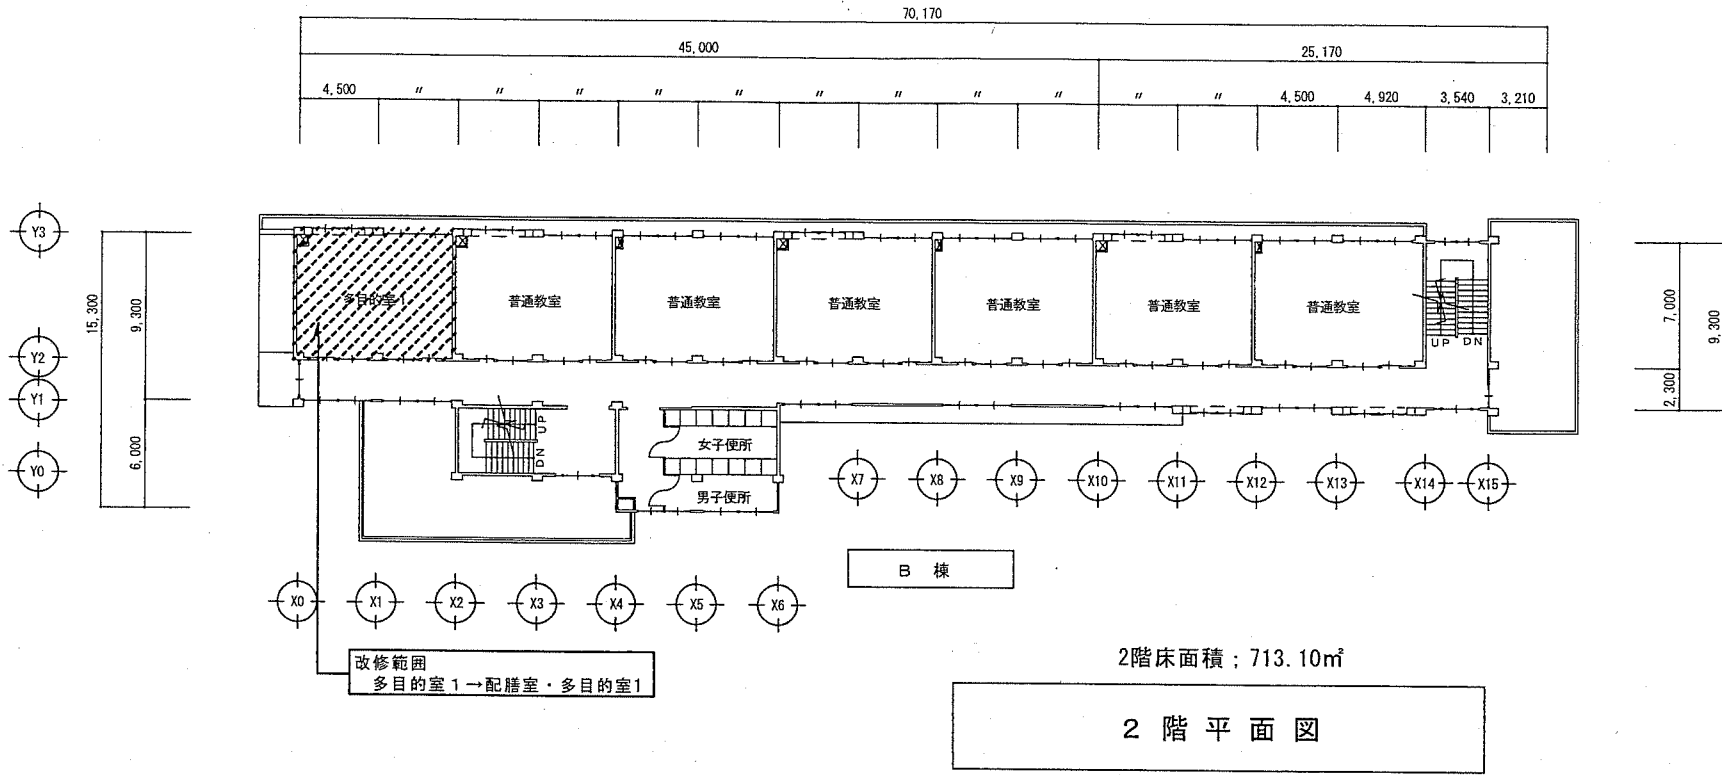 70,170
45,000 25,170
4,500 〃 〃 〃 〃 〃 〃 〃 〃 〃 〃 〃 4,500 4,920 3,540 3,210
Y3
Y2
Y1
Y0
15,300
9,300
6,000
多目的室1 普通教室 普通教室 普通教室 普通教室 普通教室 普通教室
UP DN
7,000
2,300
9,300
UP
DN
女子便所
男子便所
X7 X8 X9 X10 X11 X12 X13 X14 X15
B 棟
X0 X1 X2 X3 X4 X5 X6
改修範囲
多目的室1→配膳室・多目的室1
2階床面積；713.10㎡
2階平面図